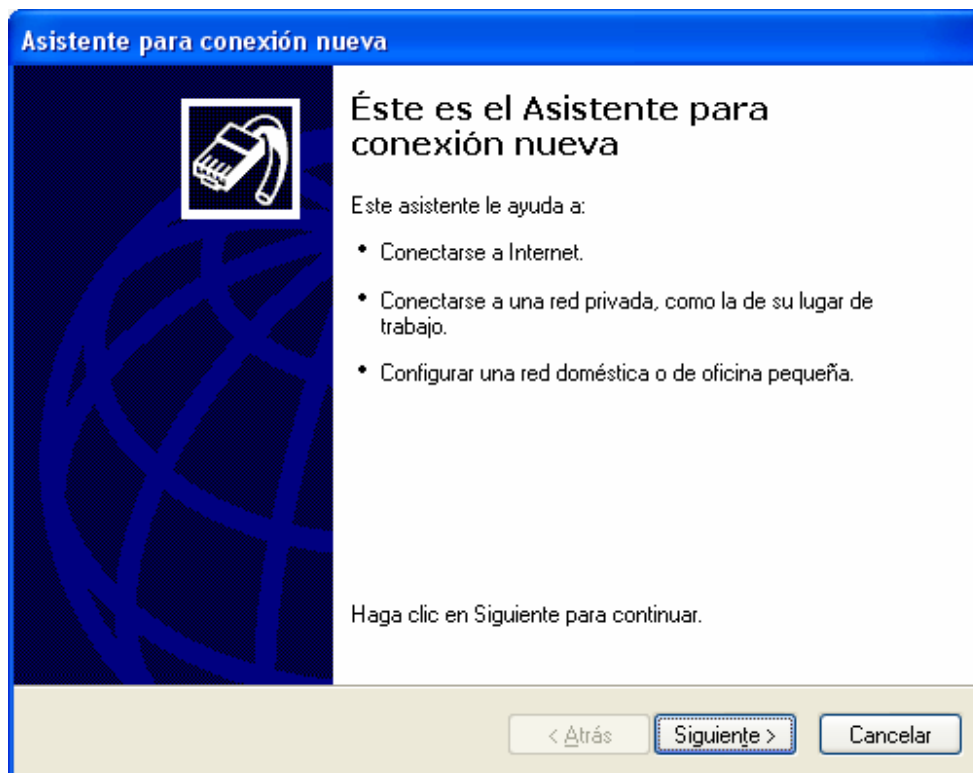 Asistente para conexión nueva
Éste es el Asistente para
conexión nueva
Este asistente le ayuda a:
• Conectarse a Internet.
• Conectarse a una red privada, como la de su lugar de
trabajo.
• Configurar una red doméstica o de oficina pequeña.
Haga clic en Siguiente para continuar.
< Atrás
Siguiente >
Cancelar